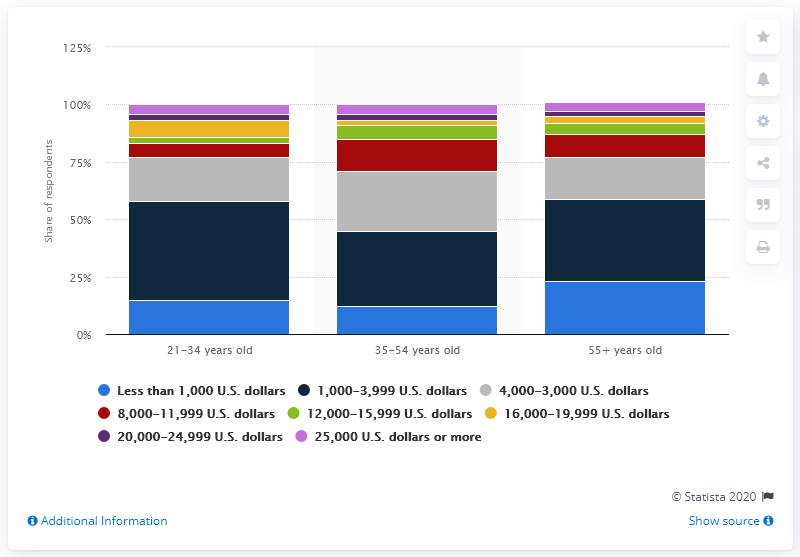 125%
100%
75%
50%
25%
0%
Share of respondents
21–34 years old 35–54 years old 55+ years old
Less than 1,000 U.S. dollars 1,000–3,999 U.S. dollars 4,000–3,000 U.S. dollars
8,000–11,999 U.S. dollars 12,000–15,999 U.S. dollars 16,000–19,999 U.S. dollars
20,000–24,999 U.S. dollars 25,000 U.S. dollars or more
© Statista 2020
Additional Information Show source